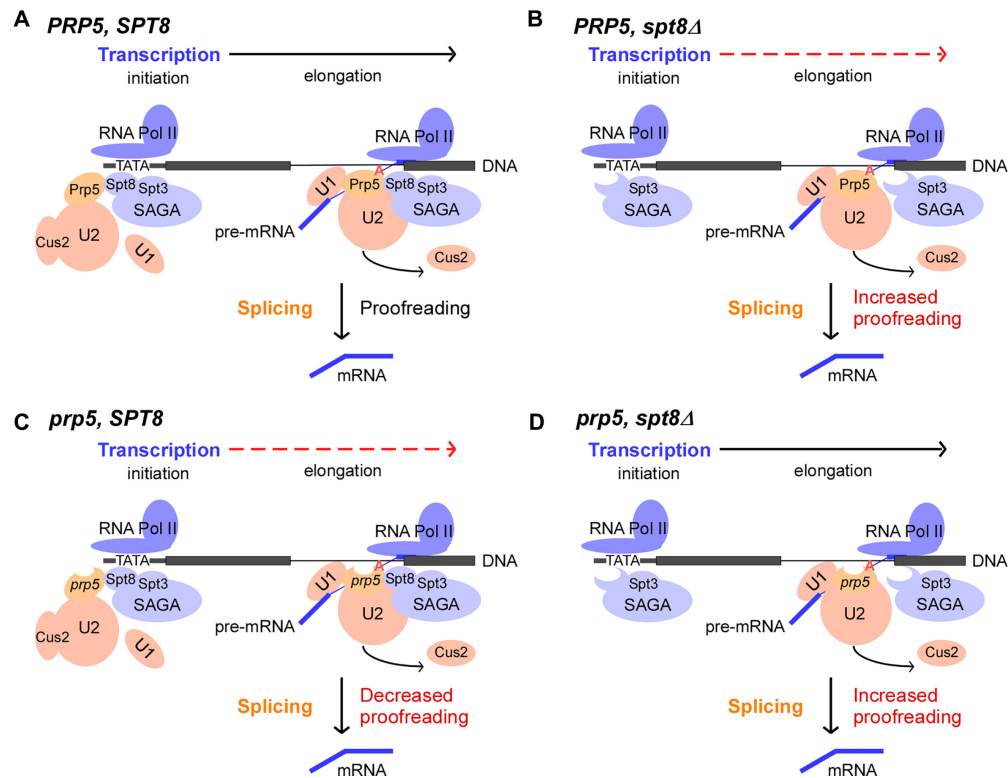 A
PRP5, SPT8
Transcription
initiation
elongation
RNA Pol II
RNA Pol II
TATA
A
DNA
Prp5
Spt8
Spt3
SAGA
U1
Prp5
Spt8
Spt3
SAGA
Cus2
U2
U1
pre-mRNA
U2
Cus2
Splicing
Proofreading
mRNA
B
PRP5, spt8Δ
Transcription
initiation
elongation
RNA Pol II
RNA Pol II
TATA
A
DNA
Spt3
SAGA
U1
Prp5
Spt3
SAGA
pre-mRNA
U2
Cus2
Splicing
Increased
proofreading
mRNA
C
prp5, SPT8
Transcription
initiation
elongation
RNA Pol II
RNA Pol II
TATA
A
DNA
prp5
Spt8
Spt3
SAGA
U1
prp5
Spt8
Spt3
SAGA
Cus2
U2
U1
pre-mRNA
U2
Cus2
Splicing
Decreased
proofreading
mRNA
D
prp5, spt8Δ
Transcription
initiation
elongation
RNA Pol II
RNA Pol II
TATA
A
DNA
Spt3
SAGA
U1
prp5
Spt3
SAGA
pre-mRNA
U2
Cus2
Splicing
Increased
proofreading
mRNA